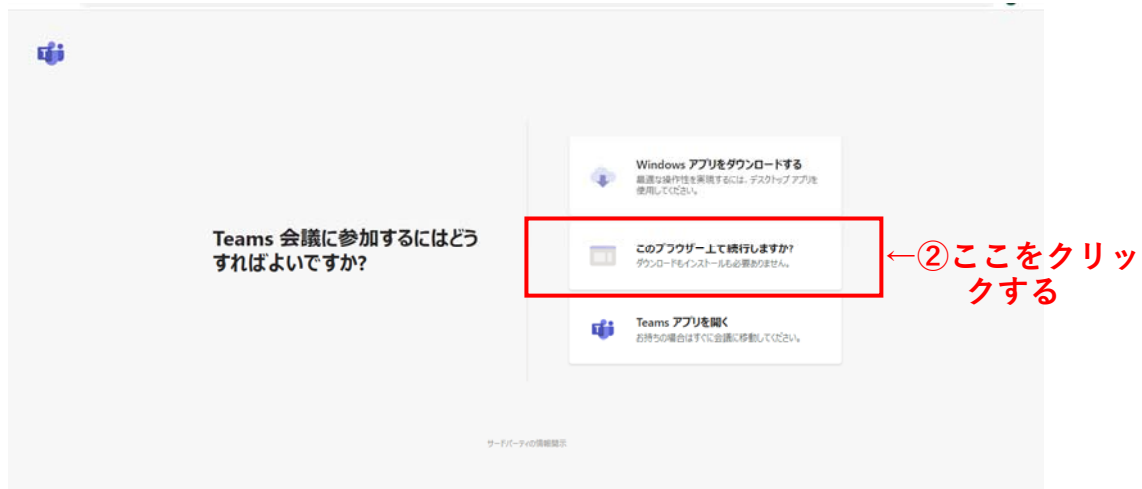 Windows アプリをダウンロードする
最適な操作性を実現するには、デスクトップ アプリを
使用してください。
Teams 会議に参加するにはどう
すればよいですか?
このブラウザー上で続行しますか?
ダウンロードもインストールも必要ありません。
←②ここをクリッ
クする
Teams アプリを開く
お持ちの場合はすぐに会議に移動してください。
サードパーティの情報開示